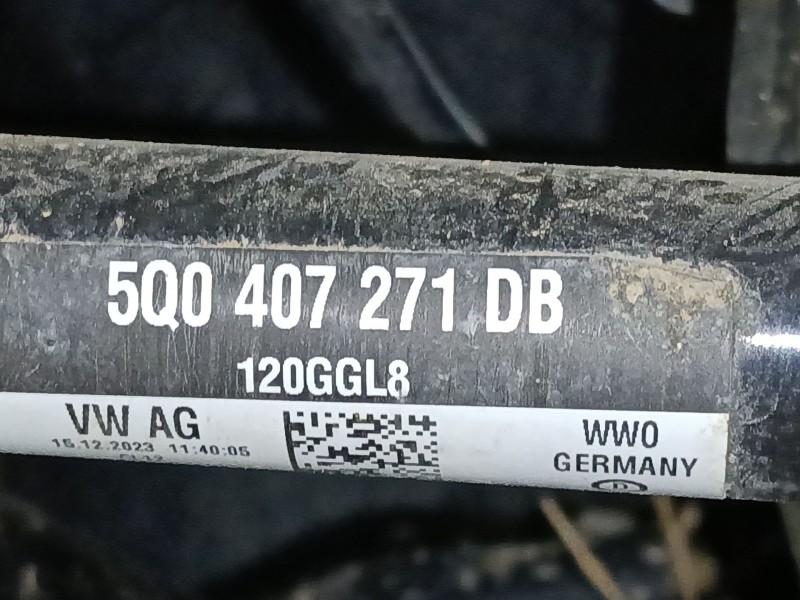 5Q0 407 271 DB
120GGL8
VW AG
15.12.2023 11:40:05
WW0
GERMANY
D